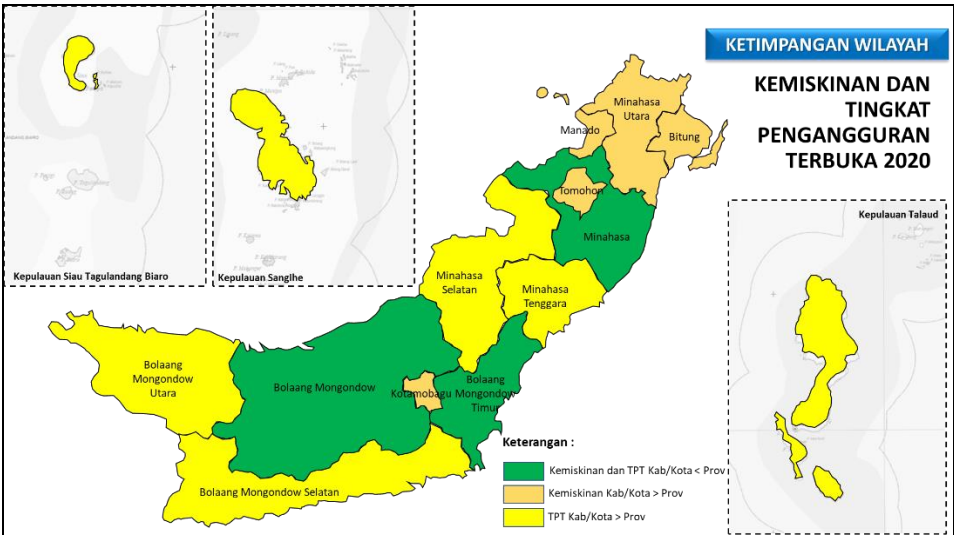 KETIMPANGAN WILAYAH
KEMISKINAN DAN
TINGKAT
PENGANGGURAN
TERBUKA 2020
Kepulauan Siau Tagulandang Biaro
Kepulauan Sangihe
Kepulauan Talaud
Minahasa
Utara
Manado
Bitung
Tomohon
Minahasa
Minahasa
Selatan
Minahasa
Tenggara
Bolaang
Mongondow
Utara
Bolaang Mongondow
Kotamobagu
Bolaang
Mongondow
Timur
Bolaang Mongondow Selatan
Keterangan :
Kemiskinan dan TPT Kab/Kota < Prov
Kemiskinan Kab/Kota > Prov
TPT Kab/Kota > Prov